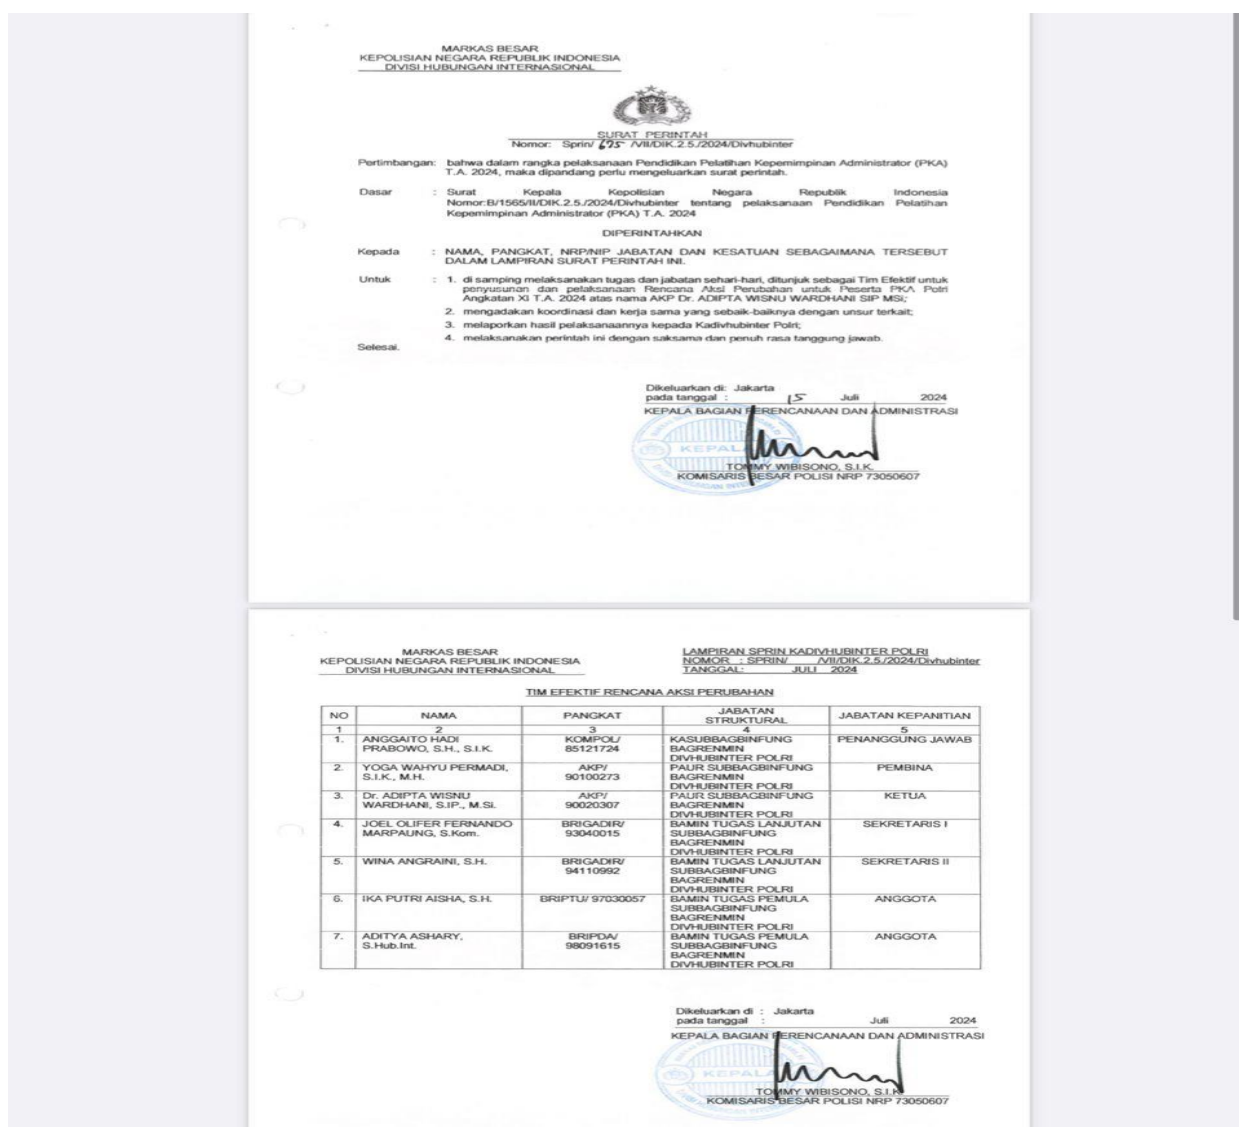 MARKAS BESAR
KEPOLISIAN NEGARA REPUBLIK INDONESIA
DIVISI HUBUNGAN INTERNASIONAL
SURAT PERINTAH
Nomor: Sprin/ 675 /VII/DIK.2.5./2024/Divhubinter
Pertimbangan: bahwa dalam rangka pelaksanaan Pendidikan Pelatihan Kepemimpinan Administrator (PKA)
T.A. 2024, maka dipandang perlu mengeluarkan surat perintah.
Dasar : Surat Kepala Kepolisian Negara Republik Indonesia
Nomor:B/1565/II/DIK.2.5./2024/Divhubinter tentang pelaksanaan Pendidikan Pelatihan
Kepemimpinan Administrator (PKA) T.A. 2024
DIPERINTAHKAN
Kepada : NAMA, PANGKAT, NRP/NIP JABATAN DAN KESATUAN SEBAGAIMANA TERSEBUT
DALAM LAMPIRAN SURAT PERINTAH INI.
Untuk : 1. di samping melaksanakan tugas dan jabatan sehari-hari, ditunjuk sebagai Tim Efektif untuk
penyusunan dan pelaksanaan Rencana Aksi Perubahan untuk Peserta PKA Polri
Angkatan XI T.A. 2024 atas nama AKP Dr. ADIPTA WISNU WARDHANI SIP MSi;
2. mengadakan koordinasi dan kerja sama yang sebaik-baiknya dengan unsur terkait;
3. melaporkan hasil pelaksanaannya kepada Kadivhubinter Polri;
4. melaksanakan perintah ini dengan saksama dan penuh rasa tanggung jawab.
Selesai.
Dikeluarkan di: Jakarta
pada tanggal : 15 Juli 2024
KEPALA BAGIAN PERENCANAAN DAN ADMINISTRASI
KEPALA
TOMMY WIBISONO, S.I.K.
KOMISARIS BESAR POLISI NRP 73050607
MARKAS BESAR
KEPOLISIAN NEGARA REPUBLIK INDONESIA
DIVISI HUBUNGAN INTERNASIONAL
LAMPIRAN SPRIN KADIVHUBINTER POLRI
NOMOR : SPRIN/ /VII/DIK.2.5./2024/Divhubinter
TANGGAL: JULI 2024
TIM EFEKTIF RENCANA AKSI PERUBAHAN
NO NAMA PANGKAT JABATAN STRUKTURAL JABATAN KEPANITIAN
1 2 3 4 5
1. ANGGAITO HADI KOMPOL/ KASUBBAGBINFUNG PENANGGUNG JAWAB
PRABOWO, S.H., S.I.K. 85121724 BAGRENMIN
DIVHUBINTER POLRI
2. YOGA WAHYU PERMADI, AKP/ PAUR SUBBAGBINFUNG PEMBINA
S.I.K., M.H. 90100273 BAGRENMIN
DIVHUBINTER POLRI
3. Dr. ADIPTA WISNU AKP/ PAUR SUBBAGBINFUNG KETUA
WARDHANI, S.IP., M.Si. 90020307 BAGRENMIN
DIVHUBINTER POLRI
4. JOEL OLIFER FERNANDO BRIGADIR/ BAMIN TUGAS LANJUTAN SEKRETARIS I
MARPAUNG, S.Kom. 93040015 SUBBAGBINFUNG
BAGRENMIN
DIVHUBINTER POLRI
5. WINA ANGRAINI, S.H. BRIGADIR/ BAMIN TUGAS LANJUTAN SEKRETARIS II
94110992 SUBBAGBINFUNG
BAGRENMIN
DIVHUBINTER POLRI
6. IKA PUTRI AISHA, S.H. BRIPTU/ 97030057 BAMIN TUGAS PEMULA ANGGOTA
SUBBAGBINFUNG
BAGRENMIN
DIVHUBINTER POLRI
7. ADITYA ASHARY, BRIPDA/ BAMIN TUGAS PEMULA ANGGOTA
S.Hub.Int. 98091615 SUBBAGBINFUNG
BAGRENMIN
DIVHUBINTER POLRI
Dikeluarkan di : Jakarta
pada tanggal : Juli 2024
KEPALA BAGIAN PERENCANAAN DAN ADMINISTRASI
KEPALA
TOMMY WIBISONO, S.I.K.
KOMISARIS BESAR POLISI NRP 73050607